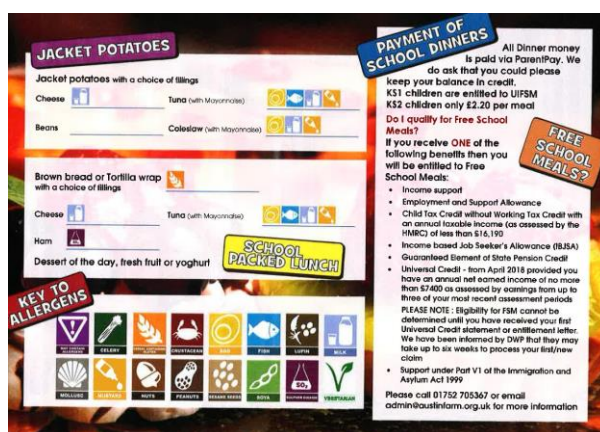 JACKET POTATOES
Jacket potatoes with a choice of fillings
Cheese
Tuna (with Mayonnaise)
Beans
Coleslaw (with Mayonnaise)
Brown bread or Tortilla wrap
with a choice of fillings
Cheese
Tuna (with Mayonnaise)
Ham
SCHOOL
PACKED LUNCH
Dessert of the day, fresh fruit or yoghurt
KEY TO
ALLERGENS
MAY CONTAIN
ALLERGENS
CELERY
CEREALS CONTAINING
GLUTEN
CRUSTACEAN
EGG
FISH
LUPIN
MILK
MOLLUSC
MUSTARD
NUTS
PEANUTS
SESAME SEEDS
SOYA
SO₂
SULPHUR DIOXIDE
VEGETARIAN
PAYMENT OF
SCHOOL DINNERS
All Dinner money
is paid via ParentPay. We
do ask that you could please
keep your balance in credit.
KS1 children are entitled to UIFSM
KS2 children only £2.20 per meal
Do I qualify for Free School
Meals?
If you receive ONE of the
following benefits then you
will be entitled to Free
School Meals:
FREE
SCHOOL
MEALS?
• Income support
• Employment and Support Allowance
• Child Tax Credit without Working Tax Credit with
an annual taxable income (as assessed by the
HMRC) of less than £16,190
• Income based Job Seeker's Allowance (IBJSA)
• Guaranteed Element of State Pension Credit
• Universal Credit - from April 2018 provided you
have an annual net earned income of no more
than £7400 as assessed by earnings from up to
three of your most recent assessment periods
PLEASE NOTE : Eligibility for FSM cannot be
determined until you have received your first
Universal Credit statement or entitlement letter.
We have been informed by DWP that they may
take up to six weeks to process your first/new
claim
• Support under Part V1 of the Immigration and
Asylum Act 1999
Please call 01752 705367 or email
admin@austinfarm.org.uk for more information